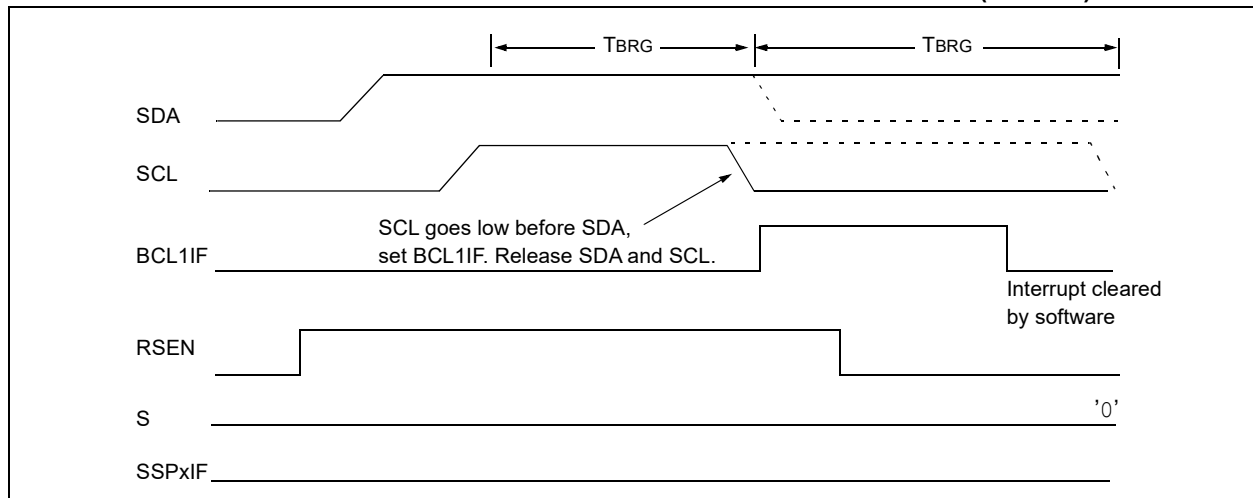 TBRG
TBRG
SDA
SCL
SCL goes low before SDA,
set BCL1IF. Release SDA and SCL.
BCL1IF
Interrupt cleared
by software
RSEN
S
'0'
SSPxIF